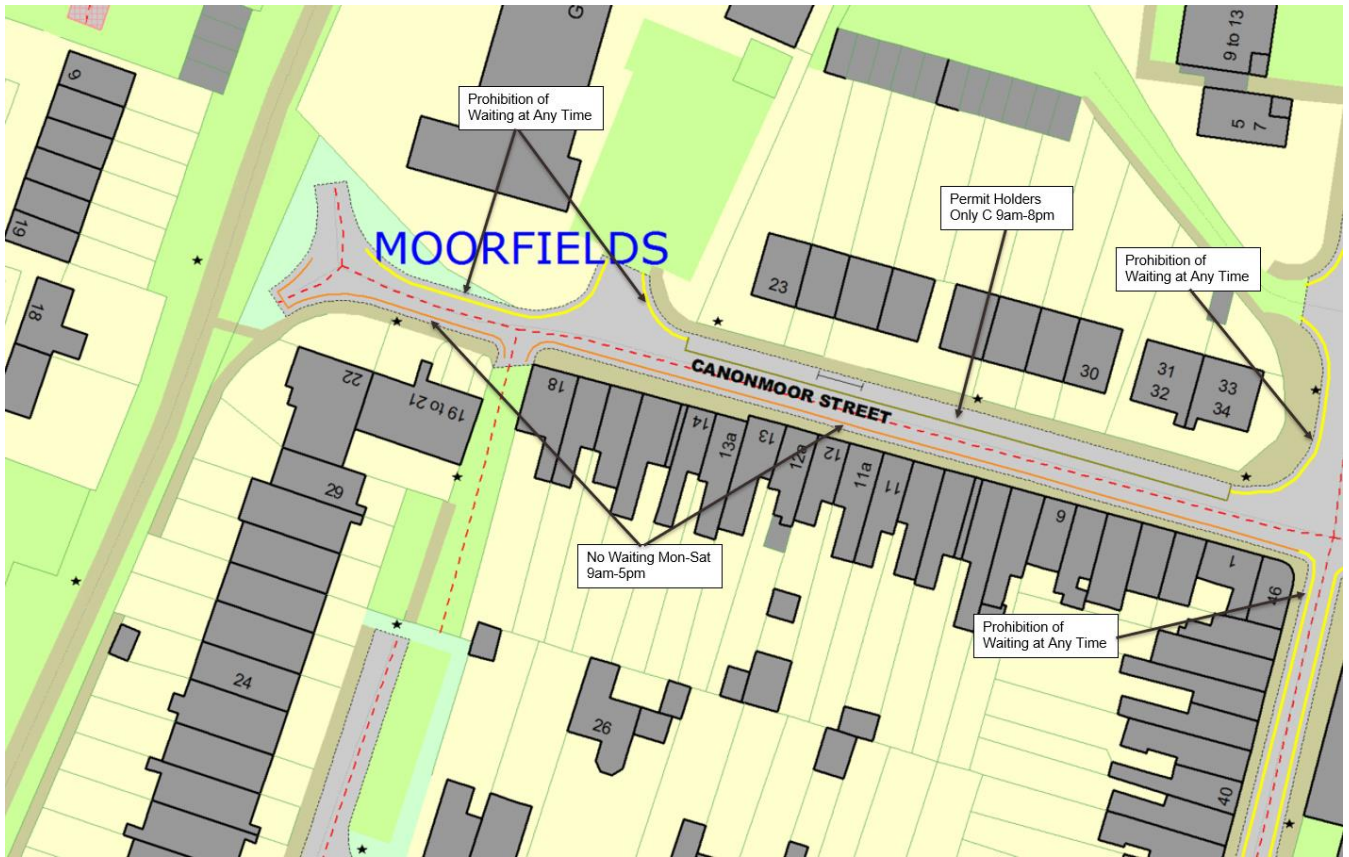 G
9 to 13
9
5
7
Prohibition of
Waiting at Any Time
Permit Holders
Only C 9am-8pm
Prohibition of
Waiting at Any Time
19
MOORFIELDS
23
18
30
31
32
33
34
CANONMOOR STREET
22
19 to 21
18
14
13a
13
12a
12
11a
11
9
1
46
29
No Waiting Mon-Sat
9am-5pm
Prohibition of
Waiting at Any Time
24
26
40